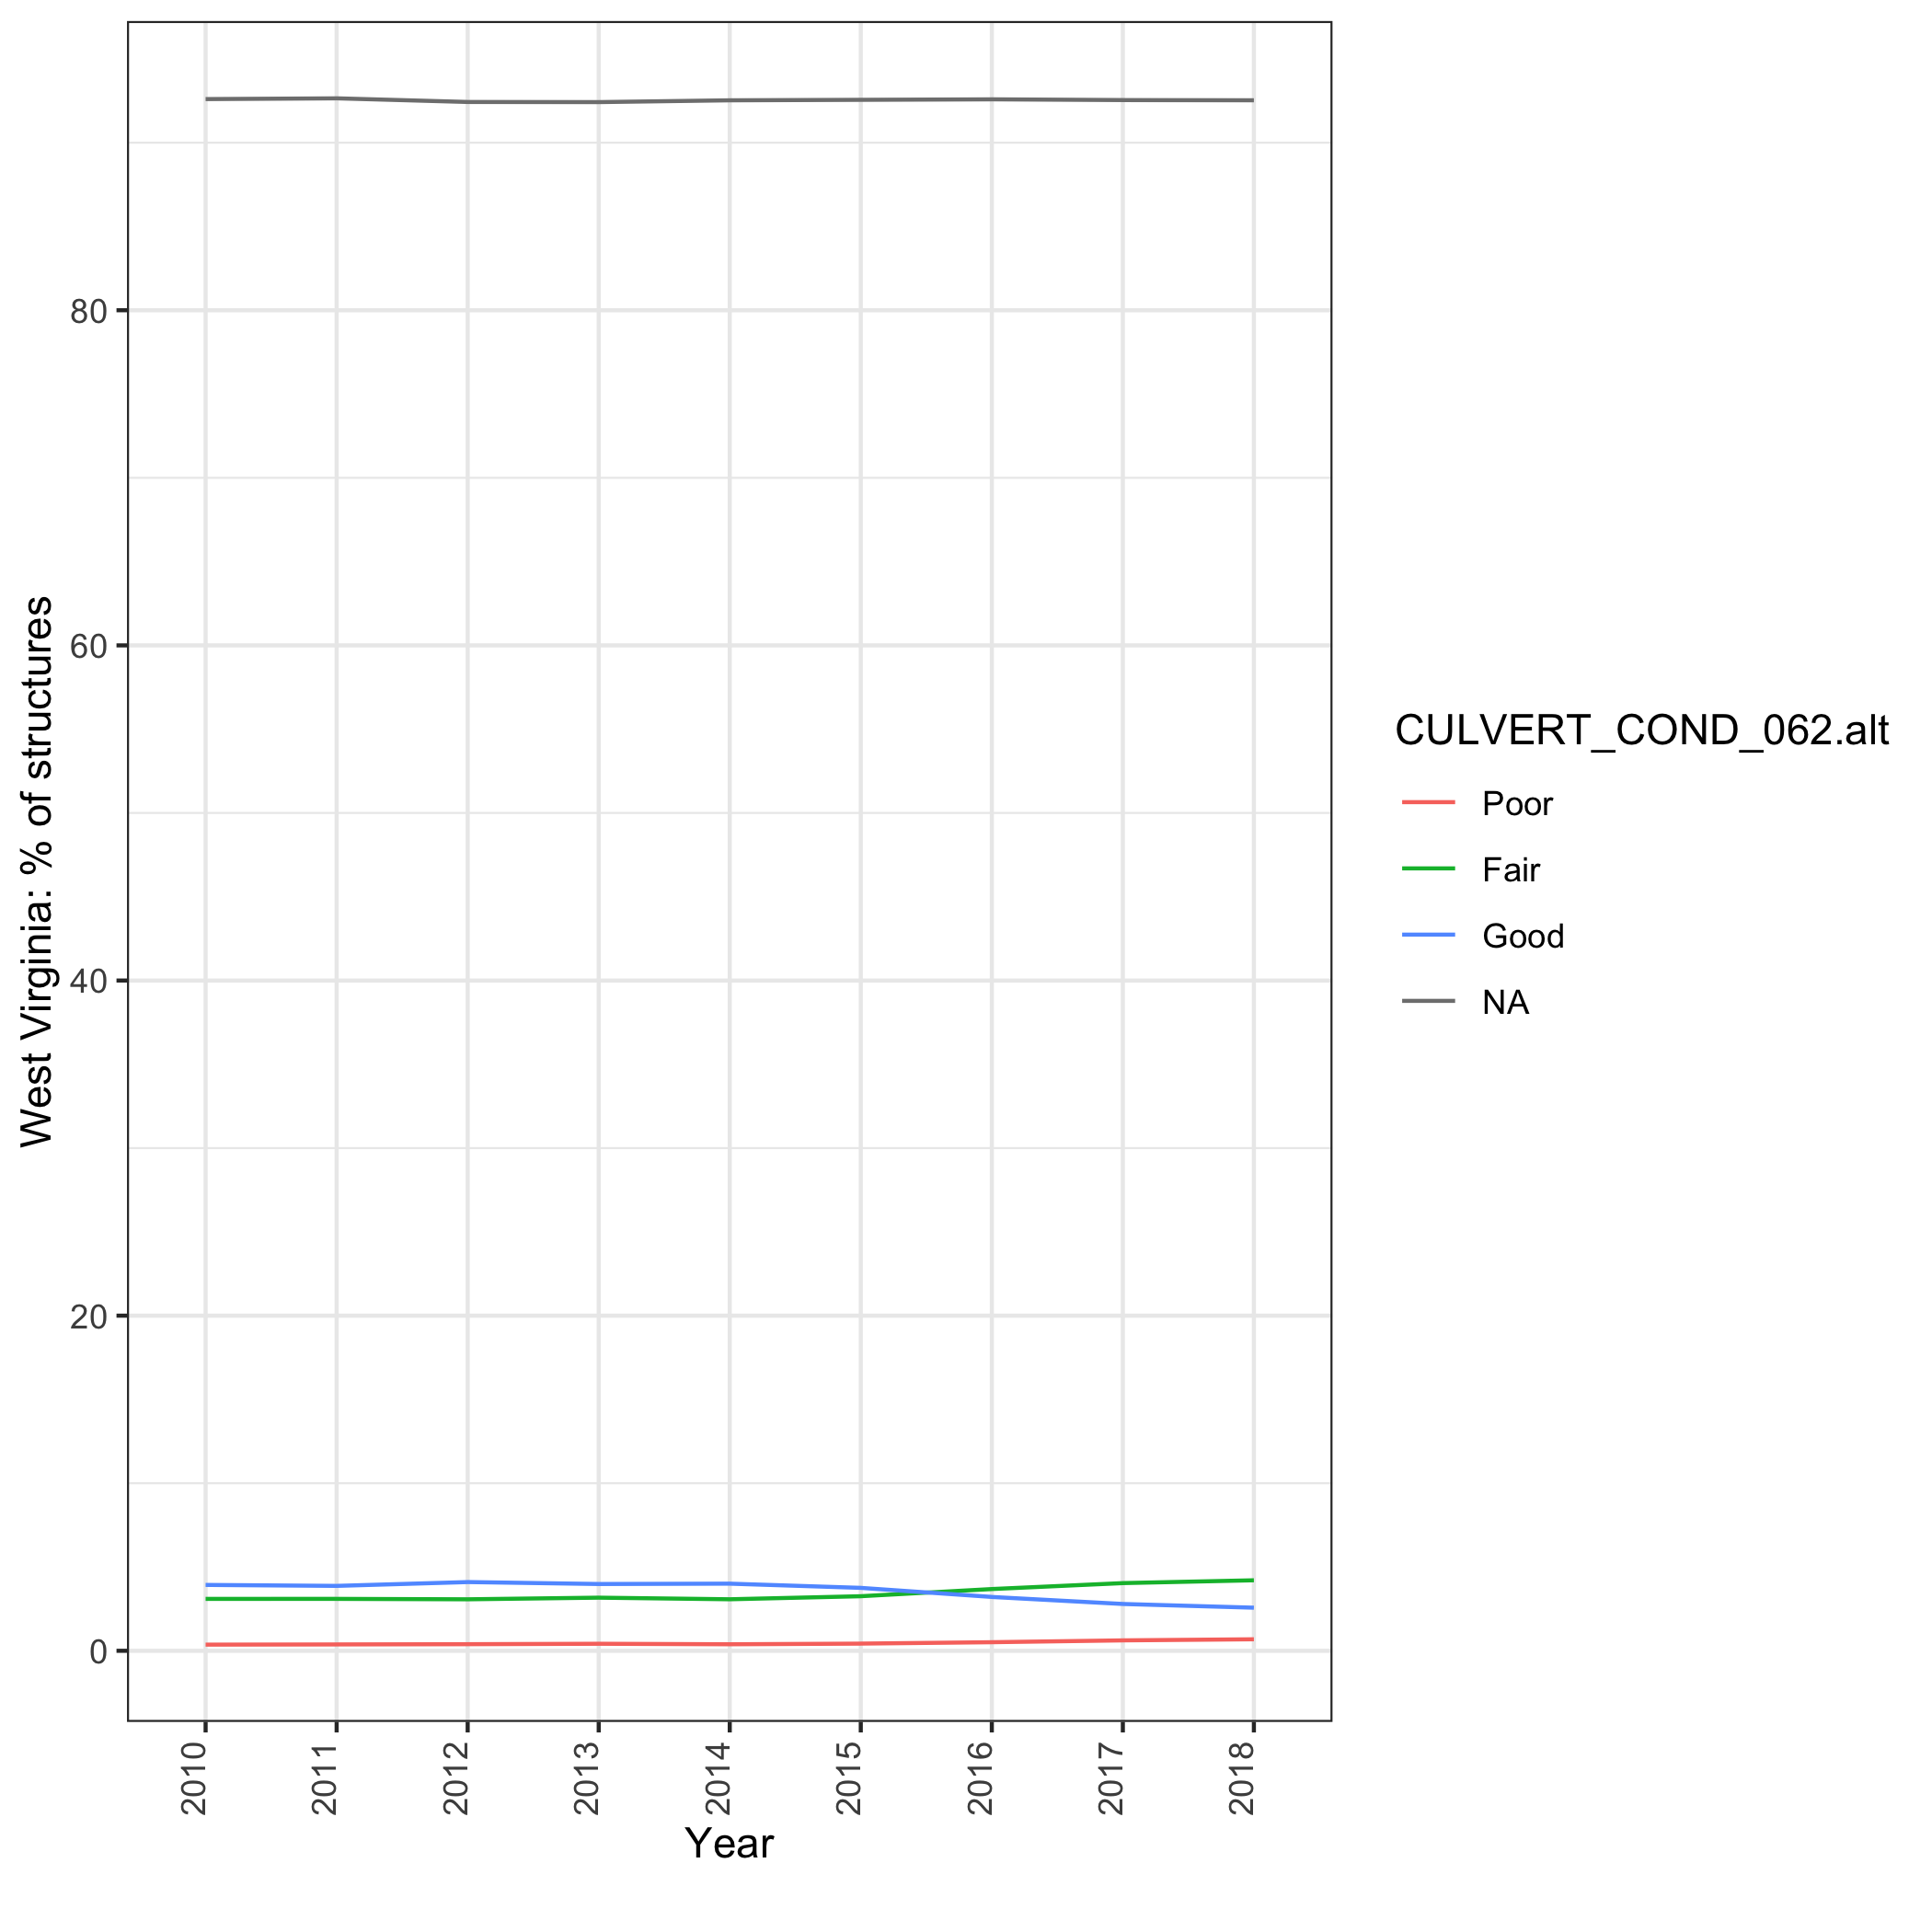 West Virginia: % of structures
80
60
40
20
0
2010
2011
2012
2013
2014
2015
2016
2017
2018
Year
CULVERT_COND_062.alt
Poor
Fair
Good
NA